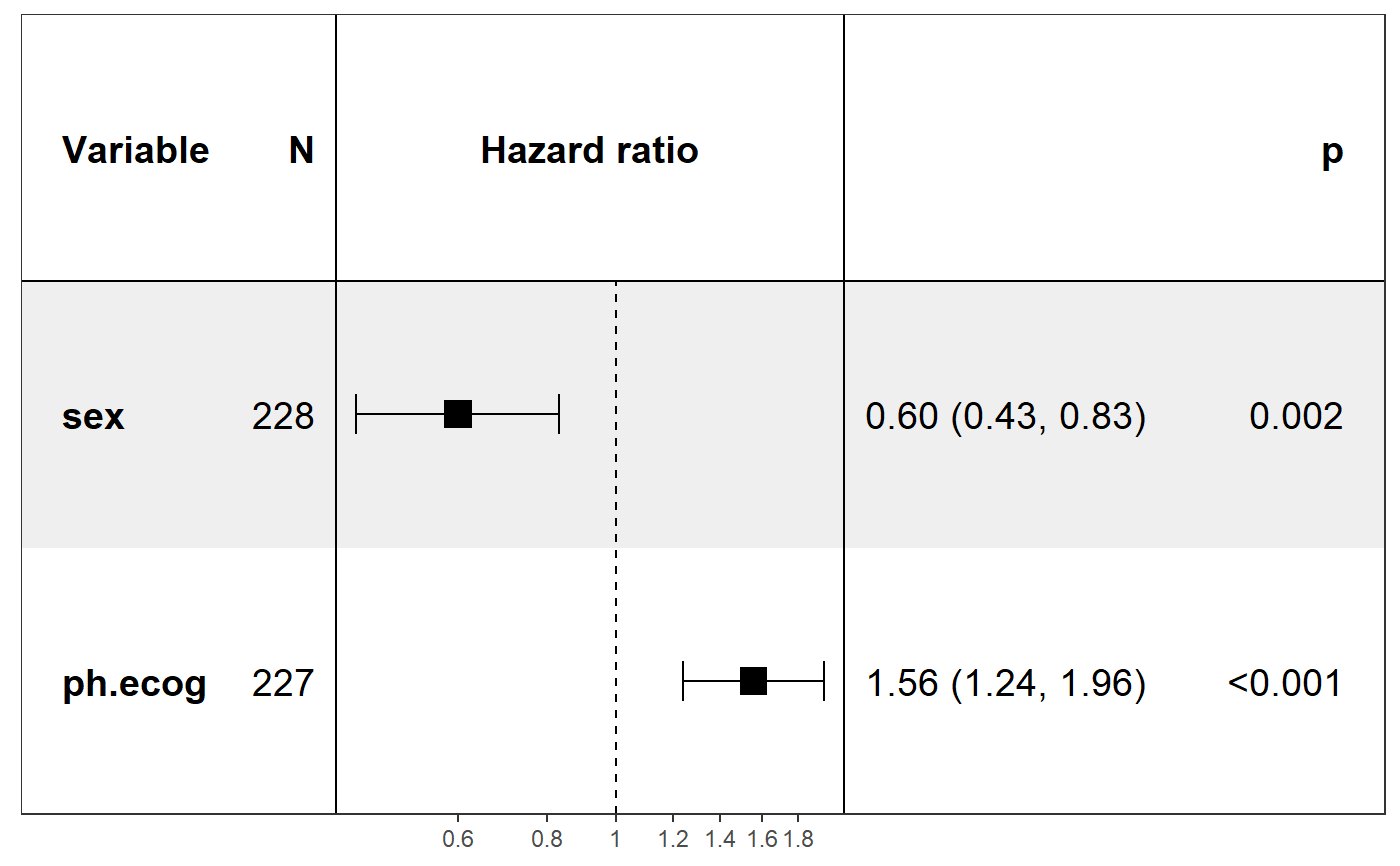 Variable N Hazard ratio p
sex 228 0.60 (0.43, 0.83) 0.002
ph.ecog 227 1.56 (1.24, 1.96) <0.001
0.6 0.8 1 1.2 1.4 1.6 1.8